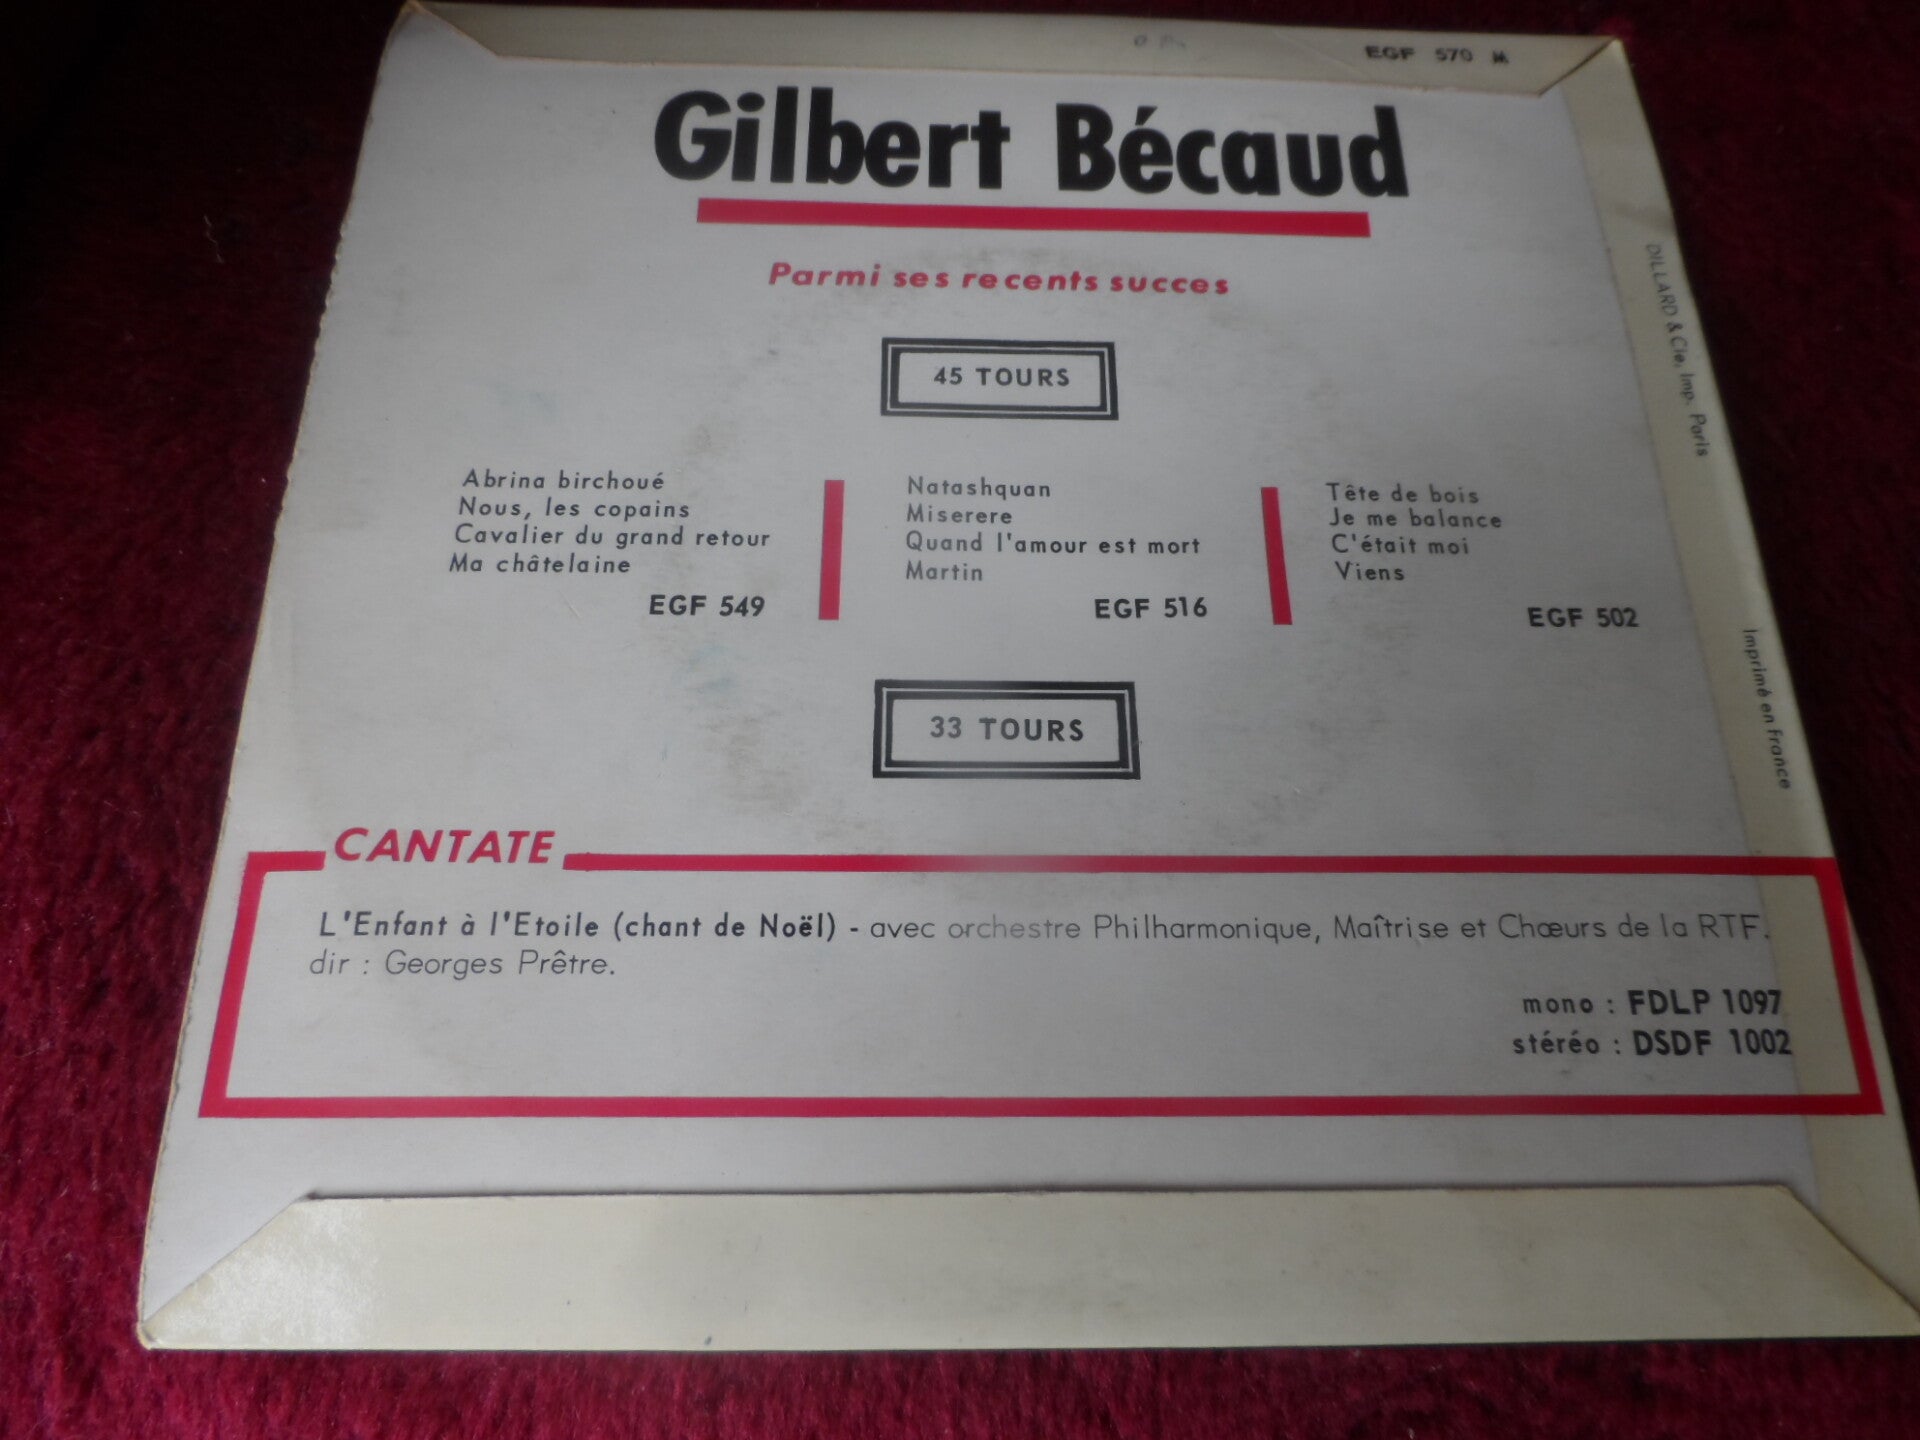 EGF 570 M
Gilbert Bécaud
Parmi ses recents succes
45 TOURS
Abrina birchoué
Nous, les copains
Cavalier du grand retour
Ma châtelaine
EGF 549
Natashquan
Miserere
Quand l'amour est mort
Martin
EGF 516
Tête de bois
Je me balance
C'était moi
Viens
EGF 502
33 TOURS
CANTATE
L'Enfant à l'Etoile (chant de Noël) - avec orchestre Philharmonique, Maîtrise et Chœurs de la RTF.
dir : Georges Prêtre.
mono : FDLP 1097
stéréo : DSDF 1002
DILLARD & Cie, Imp. Paris
Imprimé en France